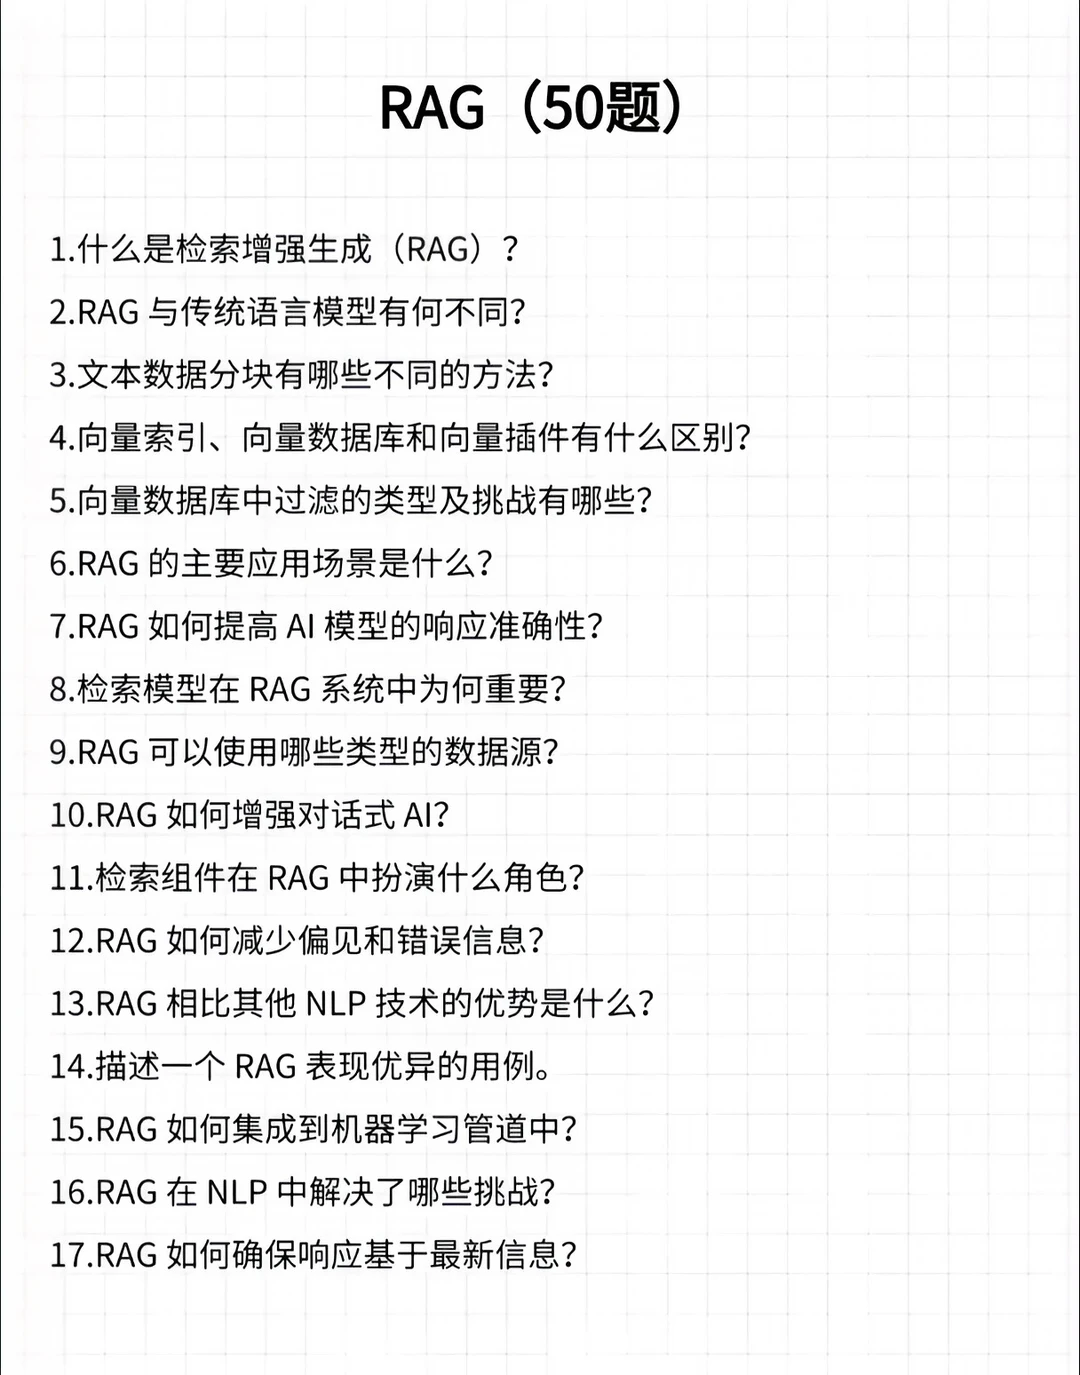 RAG（50题）
1.什么是检索增强生成（RAG）？
2.RAG 与传统语言模型有何不同？
3.文本数据分块有哪些不同的方法？
4.向量索引、向量数据库和向量插件有什么区别？
5.向量数据库中过滤的类型及挑战有哪些？
6.RAG 的主要应用场景是什么？
7.RAG 如何提高 AI 模型的响应准确性？
8.检索模型在 RAG 系统中为何重要？
9.RAG 可以使用哪些类型的数据源？
10.RAG 如何增强对话式 AI？
11.检索组件在 RAG 中扮演什么角色？
12.RAG 如何减少偏见和错误信息？
13.RAG 相比其他 NLP 技术的优势是什么？
14.描述一个 RAG 表现优异的用例。
15.RAG 如何集成到机器学习管道中？
16.RAG 在 NLP 中解决了哪些挑战？
17.RAG 如何确保响应基于最新信息？